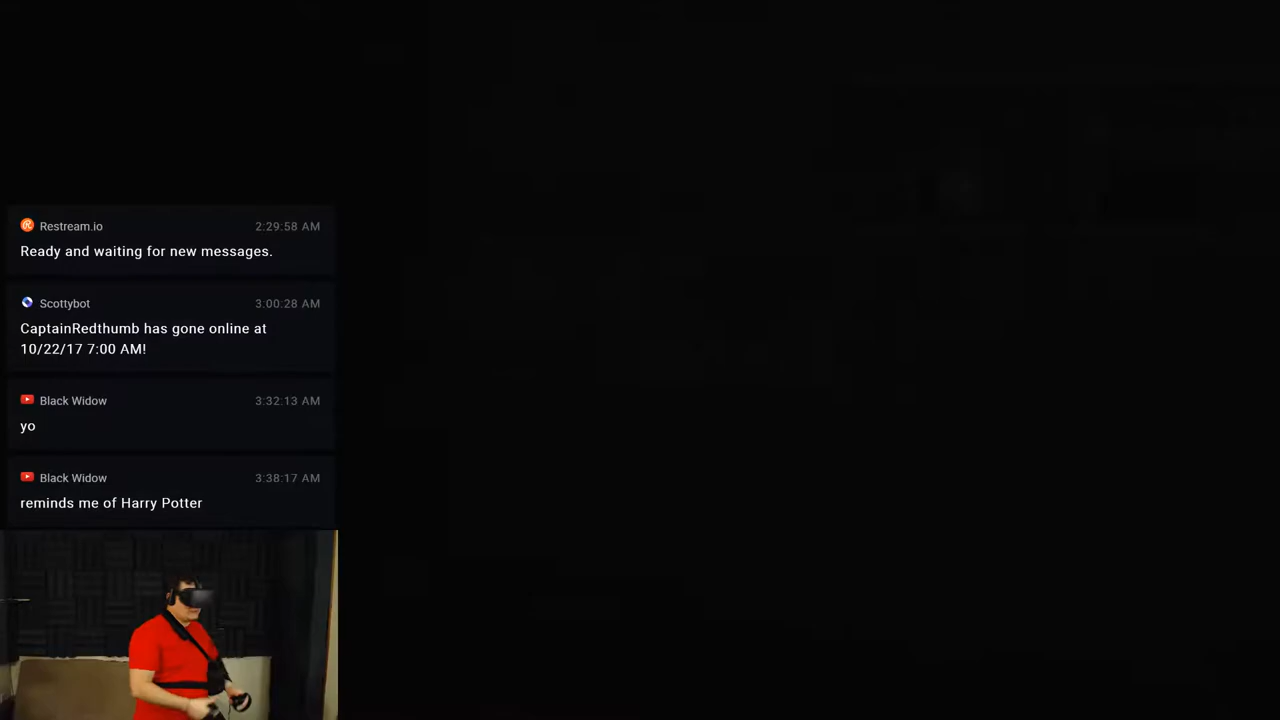 Restream.io 2:29:58 AM
Ready and waiting for new messages.
Scottybot 3:00:28 AM
CaptainRedthumb has gone online at
10/22/17 7:00 AM!
Black Widow 3:32:13 AM
yo
Black Widow 3:38:17 AM
reminds me of Harry Potter